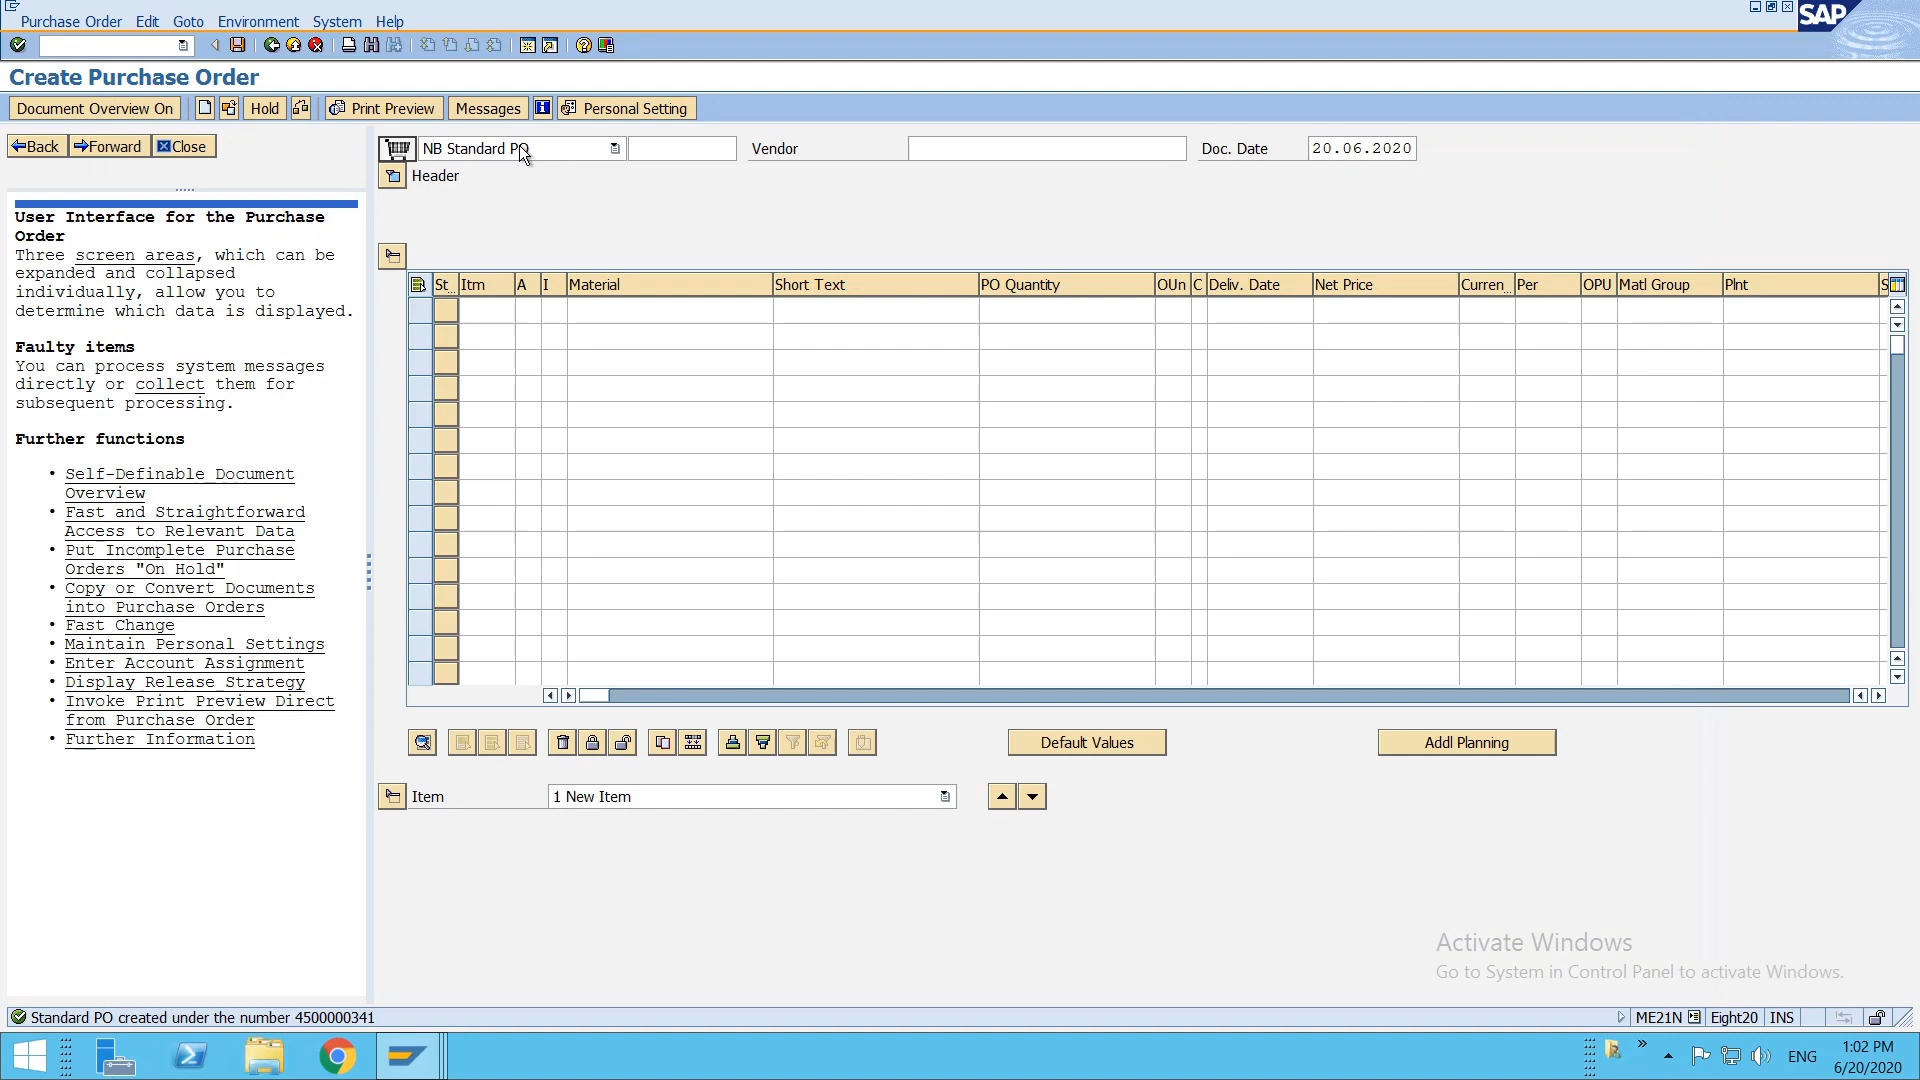 Purchase Order Edit Goto Environment System Help
SAP
Create Purchase Order
Document Overview On Hold Print Preview Messages Personal Setting
Back Forward Close
NB Standard PO Vendor Doc. Date 20.06.2020
Header
User Interface for the Purchase
Order
Three screen areas, which can be
expanded and collapsed
individually, allow you to
determine which data is displayed.
Faulty items
You can process system messages
directly or collect them for
subsequent processing.
Further functions
• Self-Definable Document
Overview
• Fast and Straightforward
Access to Relevant Data
• Put Incomplete Purchase
Orders "On Hold"
• Copy or Convert Documents
into Purchase Orders
• Fast Change
• Maintain Personal Settings
• Enter Account Assignment
• Display Release Strategy
• Invoke Print Preview Direct
from Purchase Order
• Further Information
St.. Itm A I Material Short Text PO Quantity OUn C Deliv. Date Net Price Curren.. Per OPU Matl Group Plnt S
Default Values Addl Planning
Item 1 New Item
Activate Windows
Go to System in Control Panel to activate Windows.
Standard PO created under the number 4500000341 ME21N Eight20 INS
ENG 1:02 PM
6/20/2020